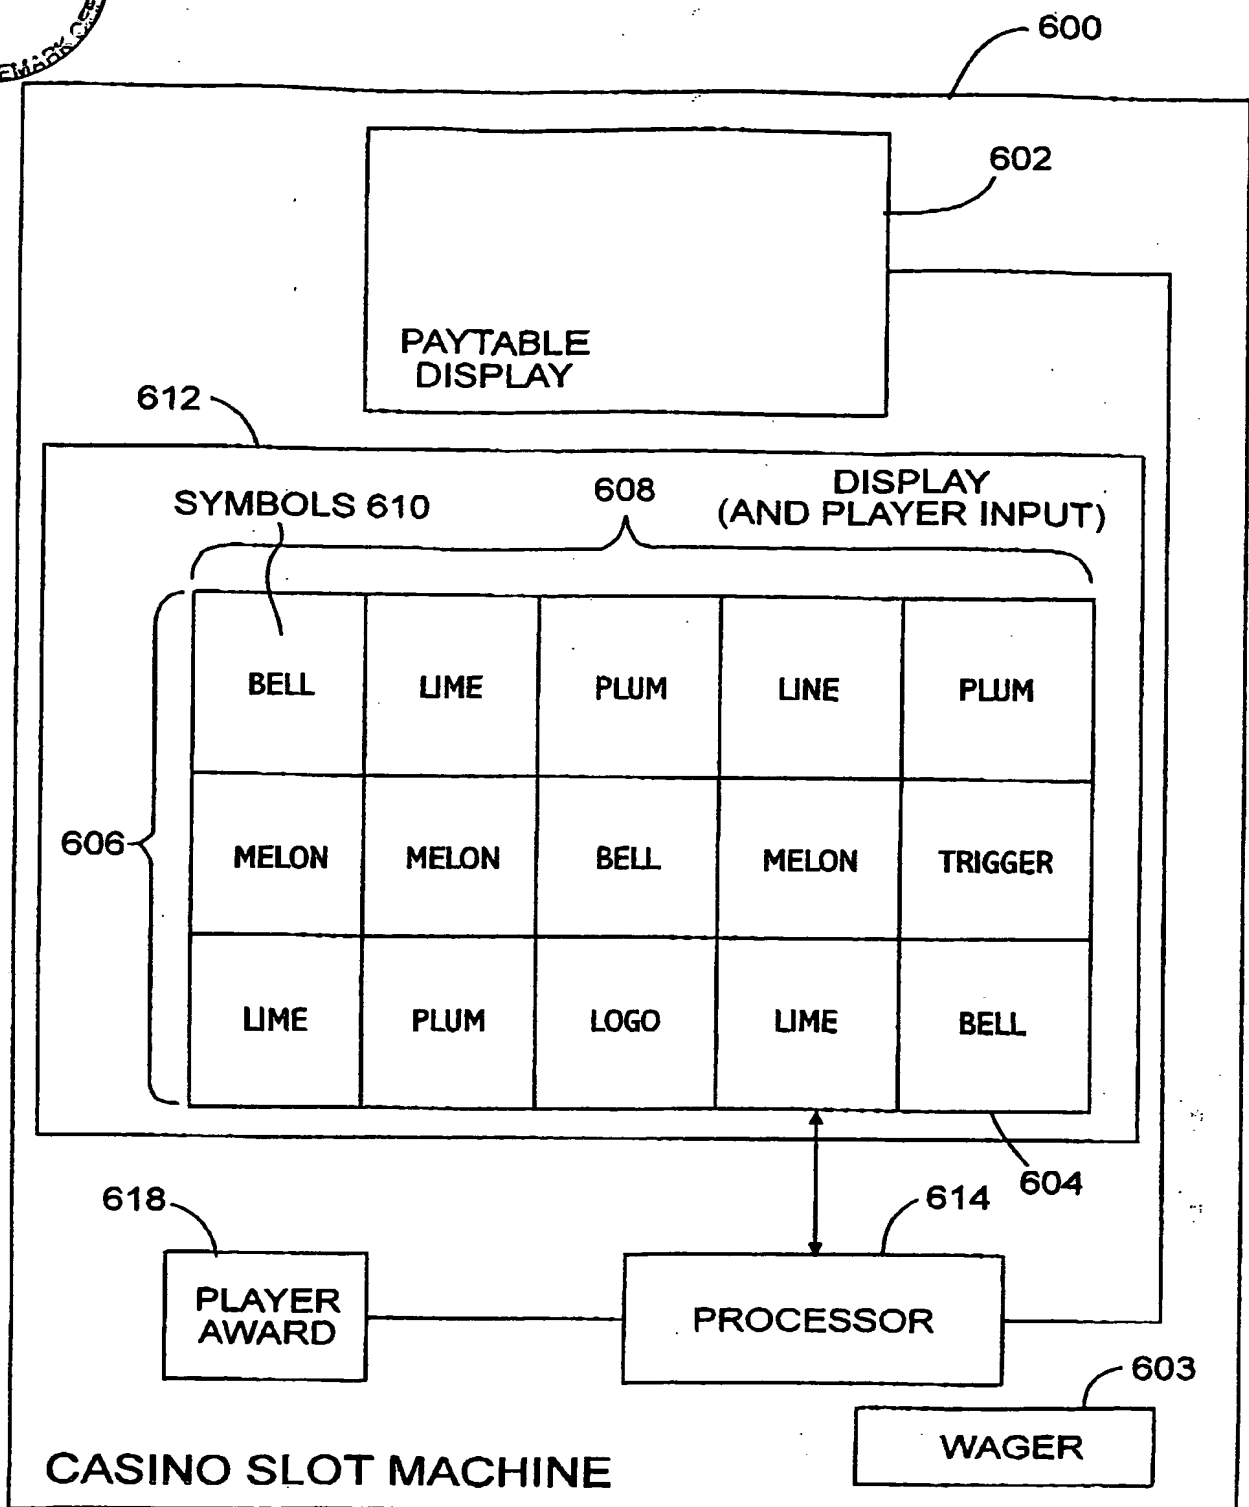 600
602
PAYTABLE
DISPLAY
612
SYMBOLS 610
608
DISPLAY
(AND PLAYER INPUT)
BELL LIME PLUM LINE PLUM
606
MELON MELON BELL MELON TRIGGER
LIME PLUM LOGO LIME BELL
604
618
614
PLAYER
AWARD
PROCESSOR
603
WAGER
CASINO SLOT MACHINE